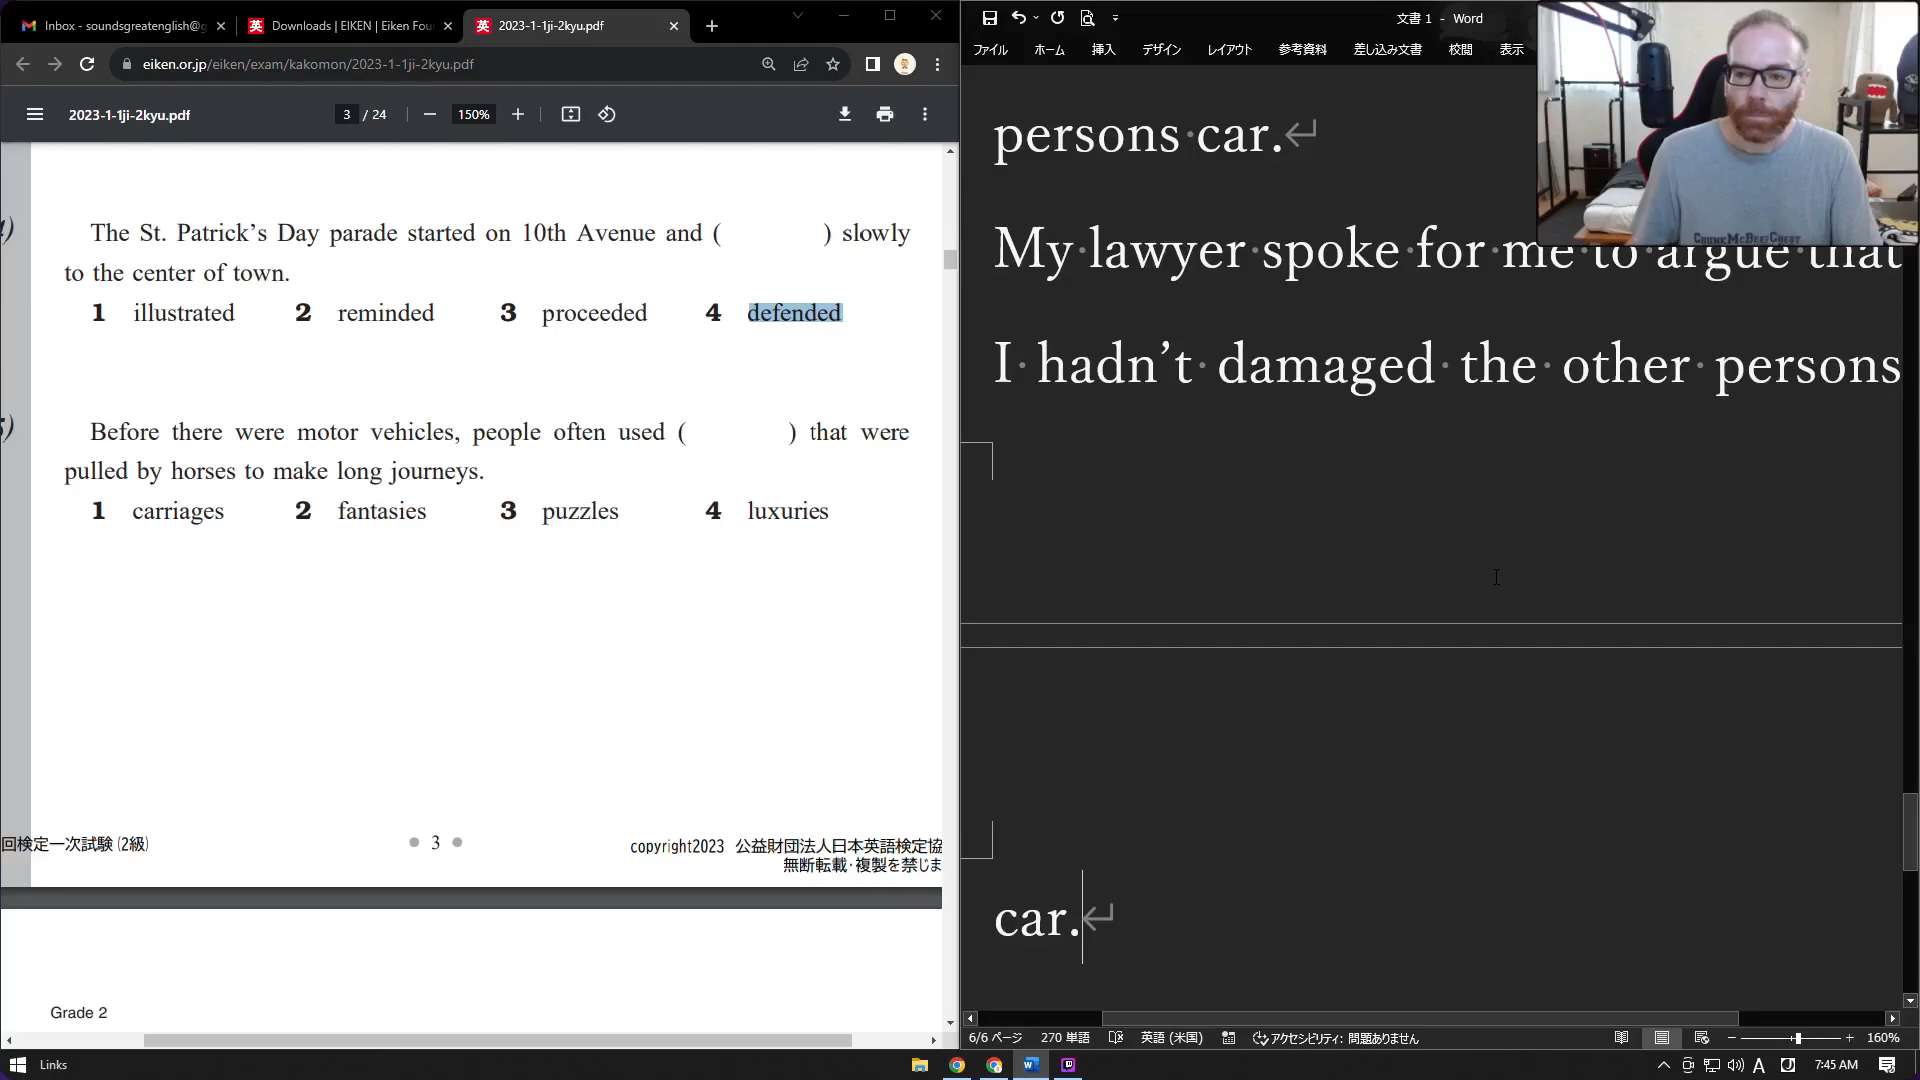 Inbox - soundsgreatenglish@g
Downloads | EIKEN | Eiken Fou
2023-1-1ji-2kyu.pdf
eiken.or.jp/eiken/exam/kakomon/2023-1-1ji-2kyu.pdf
2023-1-1ji-2kyu.pdf
3 / 24
150%
The St. Patrick's Day parade started on 10th Avenue and ( ) slowly
to the center of town.
1 illustrated 2 reminded 3 proceeded 4 defended
5)
Before there were motor vehicles, people often used ( ) that were
pulled by horses to make long journeys.
1 carriages 2 fantasies 3 puzzles 4 luxuries
回検定一次試験(2級)
3
copyright2023 公益財団法人日本英語検定協
無断転載・複製を禁じま
Grade 2
文書 1 - Word
ファイル ホーム 挿入 デザイン レイアウト 参考資料 差し込み文書 校閲 表示
persons car.
My lawyer spoke for me to argue that
I hadn't damaged the other persons
car.
CHUNKMCBEEFCHEST
6/6 ページ 270 単語 英語 (米国) アクセシビリティ: 問題ありません 160%
Links
A
7:45 AM